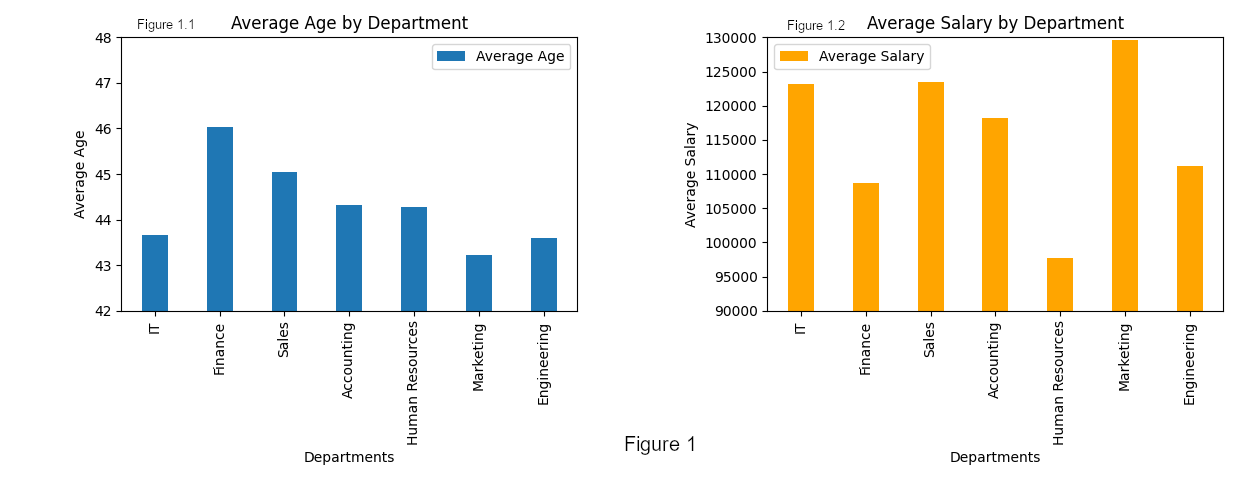 Figure 1.1
Average Age by Department
48
47
46
45
44
43
42
Average Age
Average Age
IT
Finance
Sales
Accounting
Human Resources
Marketing
Engineering
Departments
Figure 1.2
Average Salary by Department
130000
125000
120000
115000
110000
105000
100000
95000
90000
Average Salary
Average Salary
IT
Finance
Sales
Accounting
Human Resources
Marketing
Engineering
Departments
Figure 1